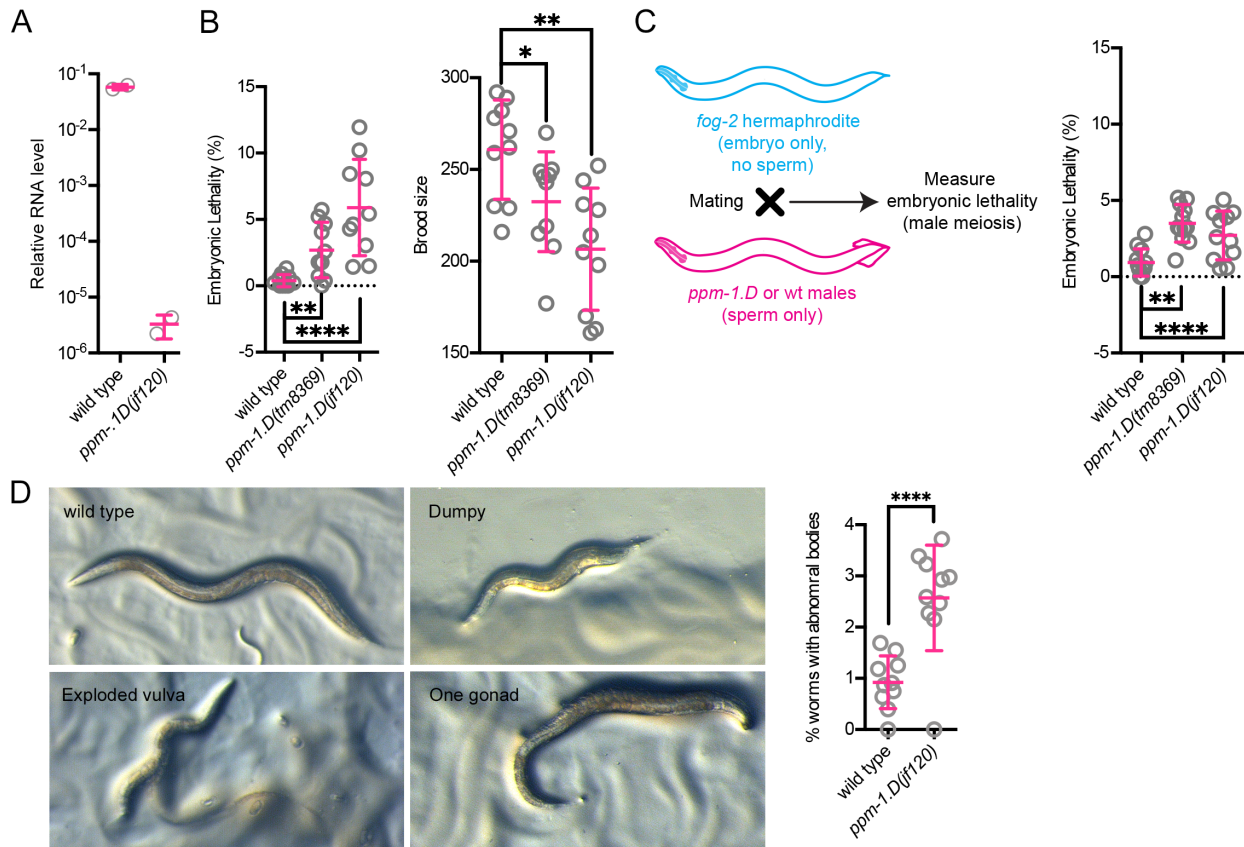 A
Relative RNA level
10-1
10-2
10-3
10-4
10-5
10-6
wild type
ppm-. 1D(jf120)
B
Embryonic Lethality (%)
15
10
5
0
-5
**
****
wild type
ppm-1.D(tm8369)
ppm-1.D(jf120)
Brood size
300
250
200
150
**
*
wild type
ppm-1.D(tm8369)
ppm-1.D(jf120)
C
fog-2 hermaphrodite
(embryo only,
no sperm)
Mating
Measure
embryonic lethality
(male meiosis)
ppm-1.D or wt males
(sperm only)
Embryonic Lethality (%)
15
10
5
0
-5
**
****
wild type
ppm-1.D(tm8369)
ppm-1.D(jf120)
D
wild type
Dumpy
Exploded vulva
One gonad
% worms with abnomral bodies
4
3
2
1
0
****
wild type
ppm-1.D(jf120)